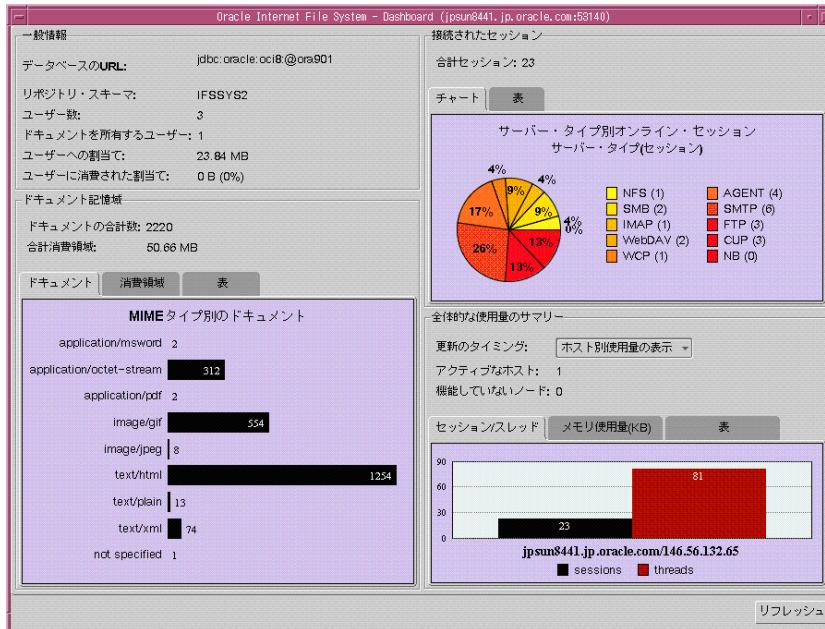 Oracle Internet File System - Dashboard (jpsun8441.jp.oracle.com:53140)
一般情報
データベースのURL: jdbc:oracle:oci8:@ora901
リポジトリ・スキーマ: IFSSYS2
ユーザー数: 3
ドキュメントを所有するユーザー: 1
ユーザーへの割当て: 23.84 MB
ユーザーに消費された割当て: 0 B (0%)
ドキュメント記憶域
ドキュメントの合計数: 2220
合計消費領域: 50.66 MB
ドキュメント 消費領域 表
MIMEタイプ別のドキュメント
application/msword 2
application/octet-stream 312
application/pdf 2
image/gif 554
image/jpeg 8
text/html 1254
text/plain 13
text/xml 74
not specified 1
接続されたセッション
合計セッション: 23
チャート 表
サーバー・タイプ別オンライン・セッション
サーバー・タイプ(セッション)
4%
9%
4%
9%
4%
0%
13%
13%
26%
17%
NFS (1)
SMB (2)
IMAP (1)
WebDAV (2)
WCP (1)
AGENT (4)
SMTP (6)
FTP (3)
CUP (3)
NB (0)
全体的な使用量のサマリー
更新のタイミング: ホスト別使用量の表示
アクティブなホスト: 1
機能していないノード: 0
セッション/スレッド メモリ使用量(KB) 表
90
60
30
0
23
81
jpsun8441.jp.oracle.com/146.56.132.65
sessions threads
リフレッシュ